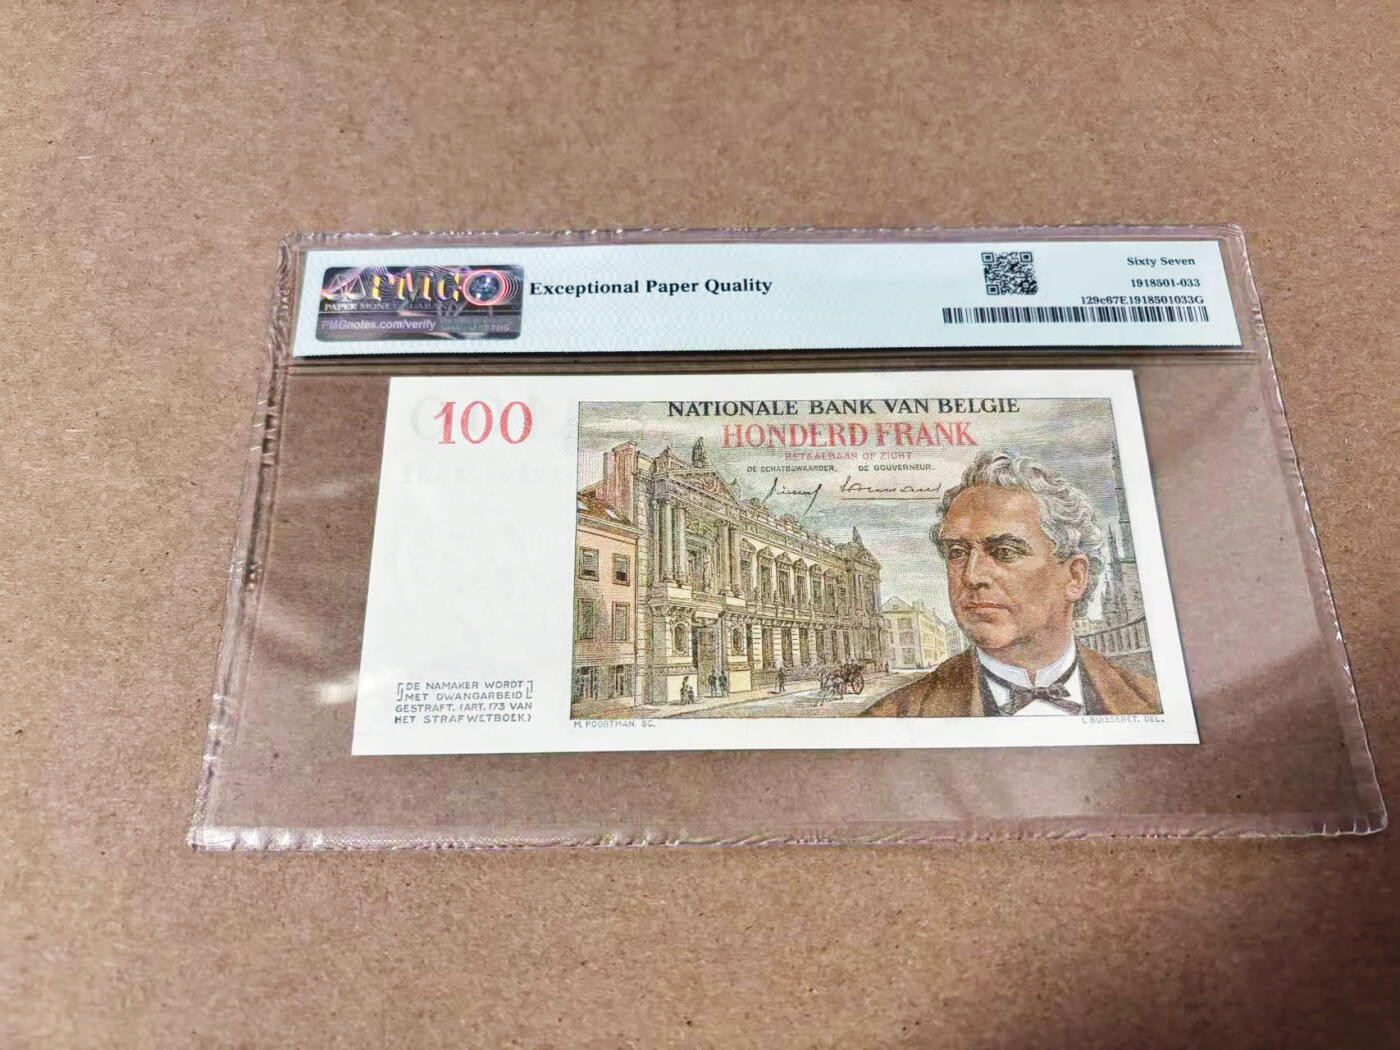 PMG
PAPER MONEY GUARANTY
PMGnotes.com/verify
PMG
Exceptional Paper Quality
Sixty Seven
1918501-033
129c67E1918501033G
100
NATIONALE BANK VAN BELGIE
HONDERD FRANK
BETAALBAAR OP ZICHT
DE SCHATBEWAARDER, DE GOUVERNEUR.
DE NAMAKER WORDT
MET DWANGARBEID
GESTRAFT. (ART. 173 VAN
HET STRAFWETBOEK.)
M. POORTMAN. SC.
L. BUISSERET. DEL.